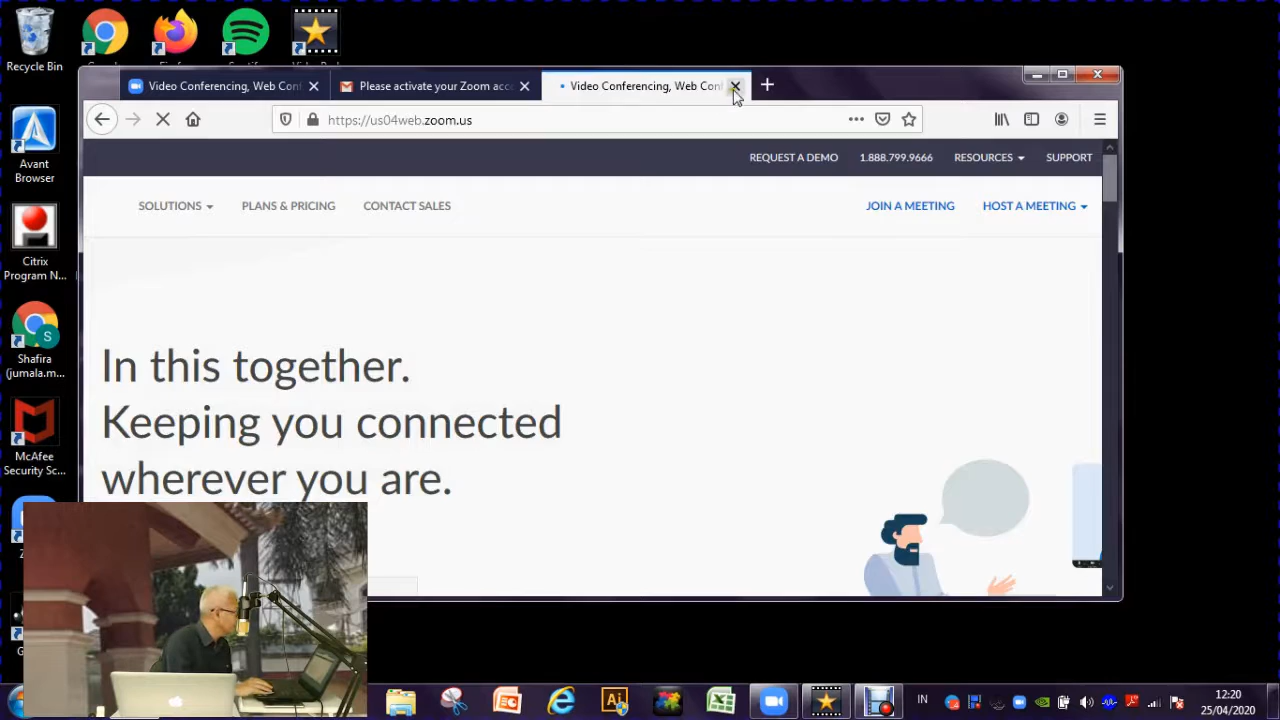 Recycle Bin
Video Conferencing, Web Conf
Please activate your Zoom acc
Video Conferencing, Web Conf
https://us04web.zoom.us
REQUEST A DEMO
1.888.799.9666
RESOURCES
SUPPORT
SOLUTIONS
PLANS & PRICING
CONTACT SALES
JOIN A MEETING
HOST A MEETING
In this together.
Keeping you connected
wherever you are.
Avant
Browser
Citrix
Program N...
S
Shafira
(jumala.m...
McAfee
Security Sc...
Ai
IN
12:20
25/04/2020